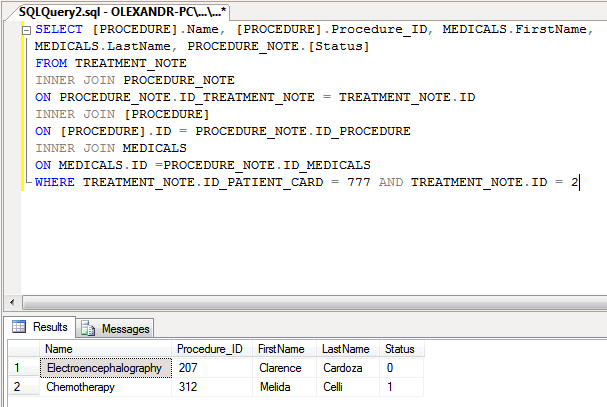 SQLQuery2.sql - OLEXANDR-PC\...\...*
SELECT [PROCEDURE].Name, [PROCEDURE].Procedure_ID, MEDICALS.FirstName,
MEDICALS.LastName, PROCEDURE_NOTE.[Status]
FROM TREATMENT_NOTE
INNER JOIN PROCEDURE_NOTE
ON PROCEDURE_NOTE.ID_TREATMENT_NOTE = TREATMENT_NOTE.ID
INNER JOIN [PROCEDURE]
ON [PROCEDURE].ID = PROCEDURE_NOTE.ID_PROCEDURE
INNER JOIN MEDICALS
ON MEDICALS.ID =PROCEDURE_NOTE.ID_MEDICALS
WHERE TREATMENT_NOTE.ID_PATIENT_CARD = 777 AND TREATMENT_NOTE.ID = 2
Results Messages
Name Procedure_ID FirstName LastName Status
1 Electroencephalography 207 Clarence Cardoza 0
2 Chemotherapy 312 Melida Celli 1